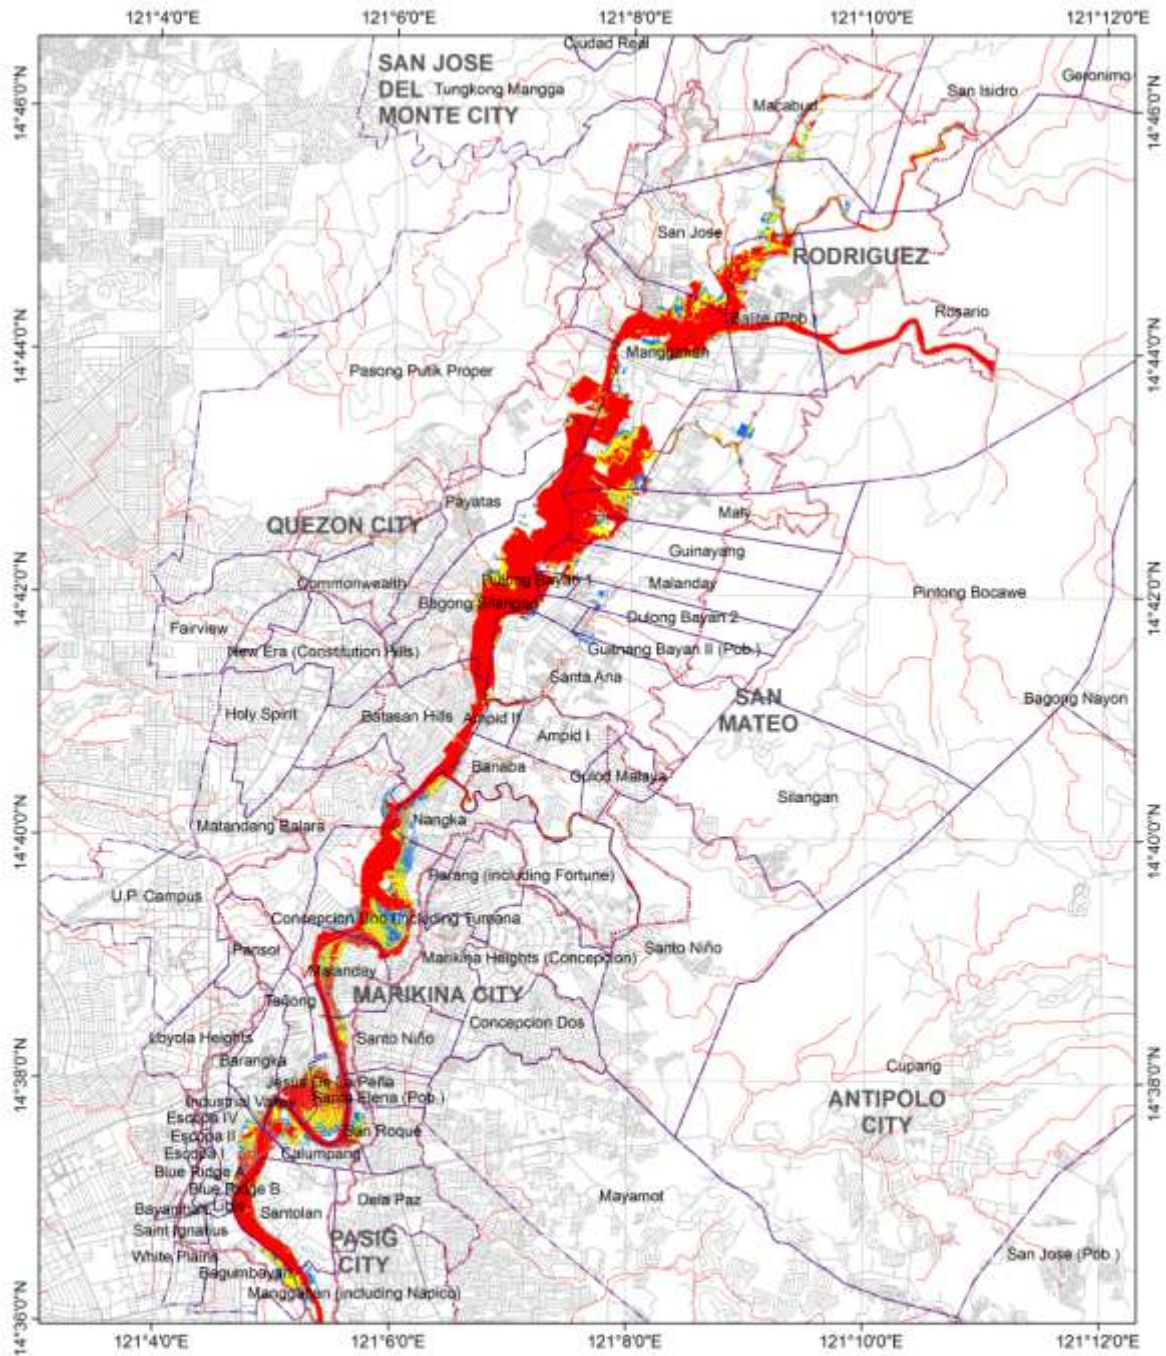 121°4'0"E
121°6'0"E
121°8'0"E
121°10'0"E
121°12'0"E
Ciudad Real
SAN JOSE
DEL
MONTE CITY
Tungkong Mangga
Geronimo
San Isidro
Macabud
14°46'0"N
14°46'0"N
San Jose
RODRIGUEZ
Rosario
Balite (Pob.)
Manggahan
14°44'0"N
14°44'0"N
Pasong Putik Proper
Payatas
Maly
QUEZON CITY
Guinayang
Commonwealth
Dulong Bayan 1
Malanday
14°42'0"N
14°42'0"N
Bagong Silangan
Pintong Bocawe
Dulong Bayan 2
Fairview
New Era (Constitution Hills)
Guitnang Bayan II (Pob.)
Santa Ana
SAN
MATEO
Bagong Nayon
Holy Spirit
Batasan Hills
Ampid II
Ampid I
Banaba
Gulod Malaya
Silangan
Matandang Balara
Nangka
14°40'0"N
14°40'0"N
Parang (including Fortune)
U.P. Campus
Concepcion Uno (including Tumana
Pansol
Marikina Heights (Concepcion)
Santo Niño
Malanday
MARIKINA CITY
Tañong
Concepcion Dos
Loyola Heights
Santo Niño
Barangka
Cupang
14°38'0"N
14°38'0"N
Jesus De La Peña
Industrial Valley
Santa Elena (Pob.)
ANTIPOLO
CITY
Escopa IV
Escopa II
San Roque
Escopa I
Calumpang
Blue Ridge A
Blue Ridge B
Mayamot
Dela Paz
Bayanihan
Libis
Santolan
Saint Ignatius
PASIG
CITY
White Plains
San Jose (Pob.)
Bagumbayan
Manggahan (including Napico)
14°36'0"N
14°36'0"N
121°4'0"E
121°6'0"E
121°8'0"E
121°10'0"E
121°12'0"E